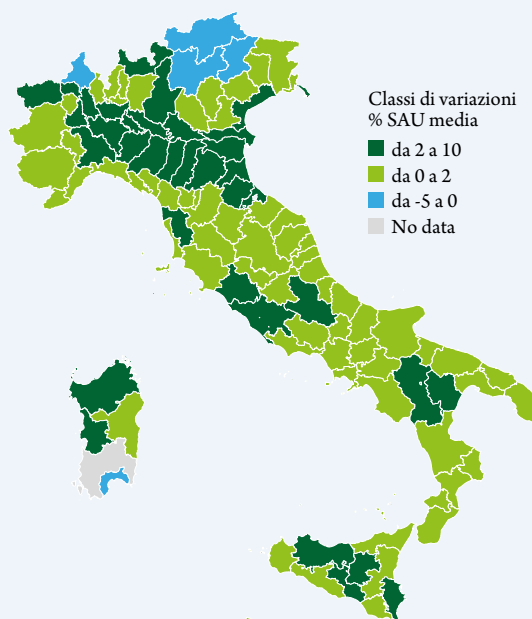 Classi di variazioni
% SAU media
da 2 a 10
da 0 a 2
da -5 a 0
No data